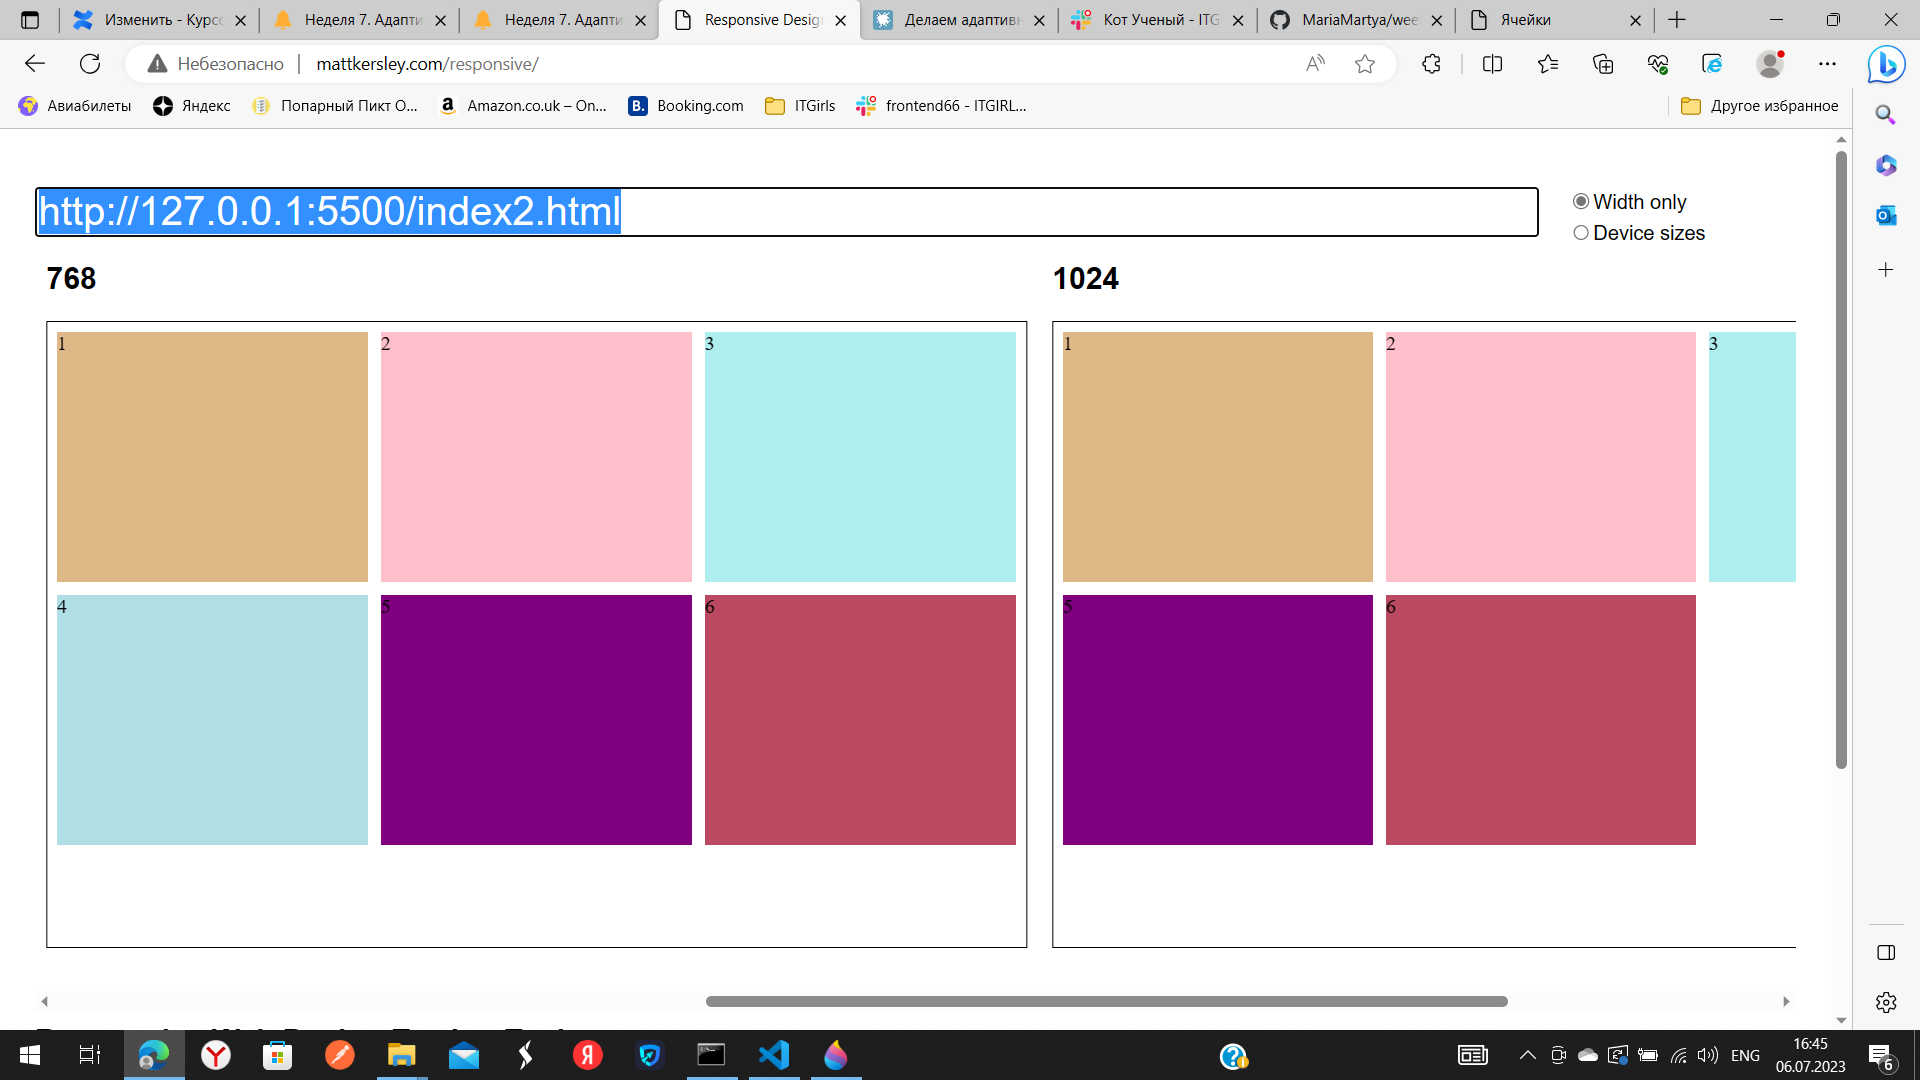 Изменить - Курсо
Неделя 7. Адапти
Неделя 7. Адапти
Responsive Desig
Делаем адаптивн
Кот Ученый - ITG
MariaMartya/wee
Ячейки
Небезопасно
mattkersley.com/responsive/
Авиабилеты
Яндекс
Попарный Пикт О...
Amazon.co.uk – On...
Booking.com
ITGirls
frontend66 - ITGIRL...
Другое избранное
http://127.0.0.1:5500/index2.html
Width only
Device sizes
768
1024
1
2
3
1
2
3
4
5
6
5
6
ENG
16:45
06.07.2023
6